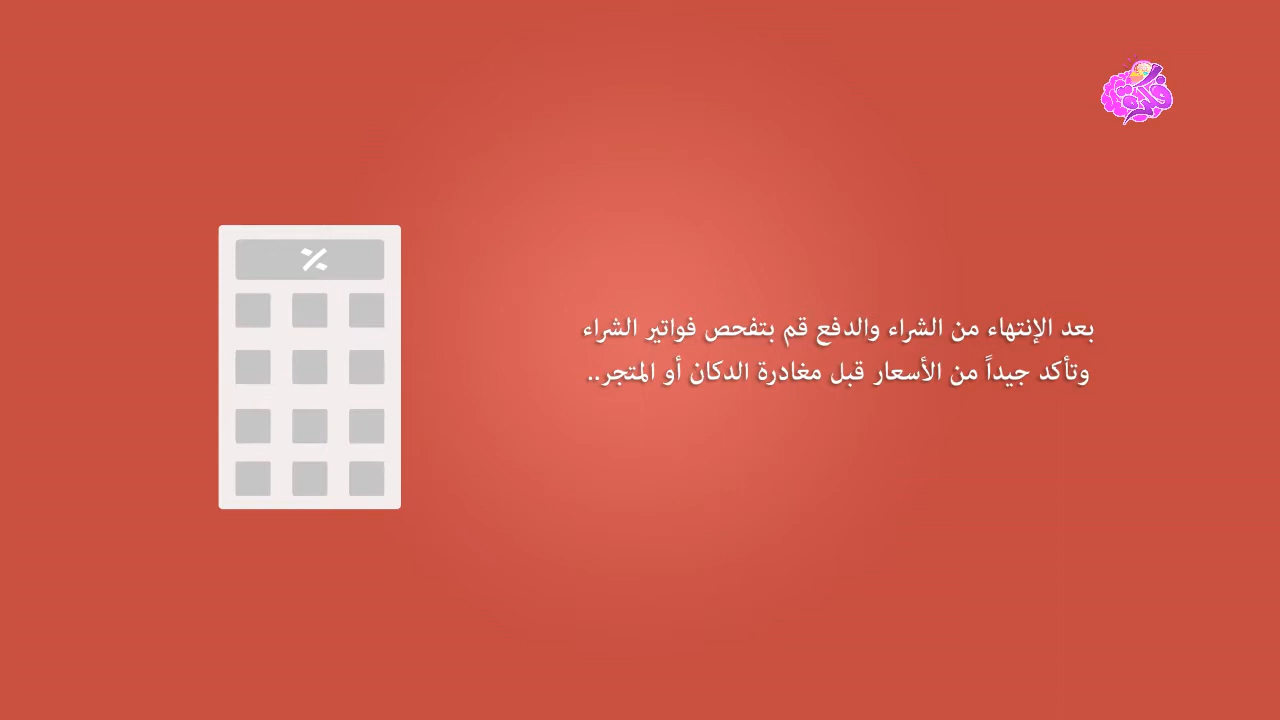 بعد الإنتهاء من الشراء والدفع قم بتفحص فواتير الشراء
وتأكد جيداً من الأسعار قبل مغادرة الدكان أو المتجر..
٪